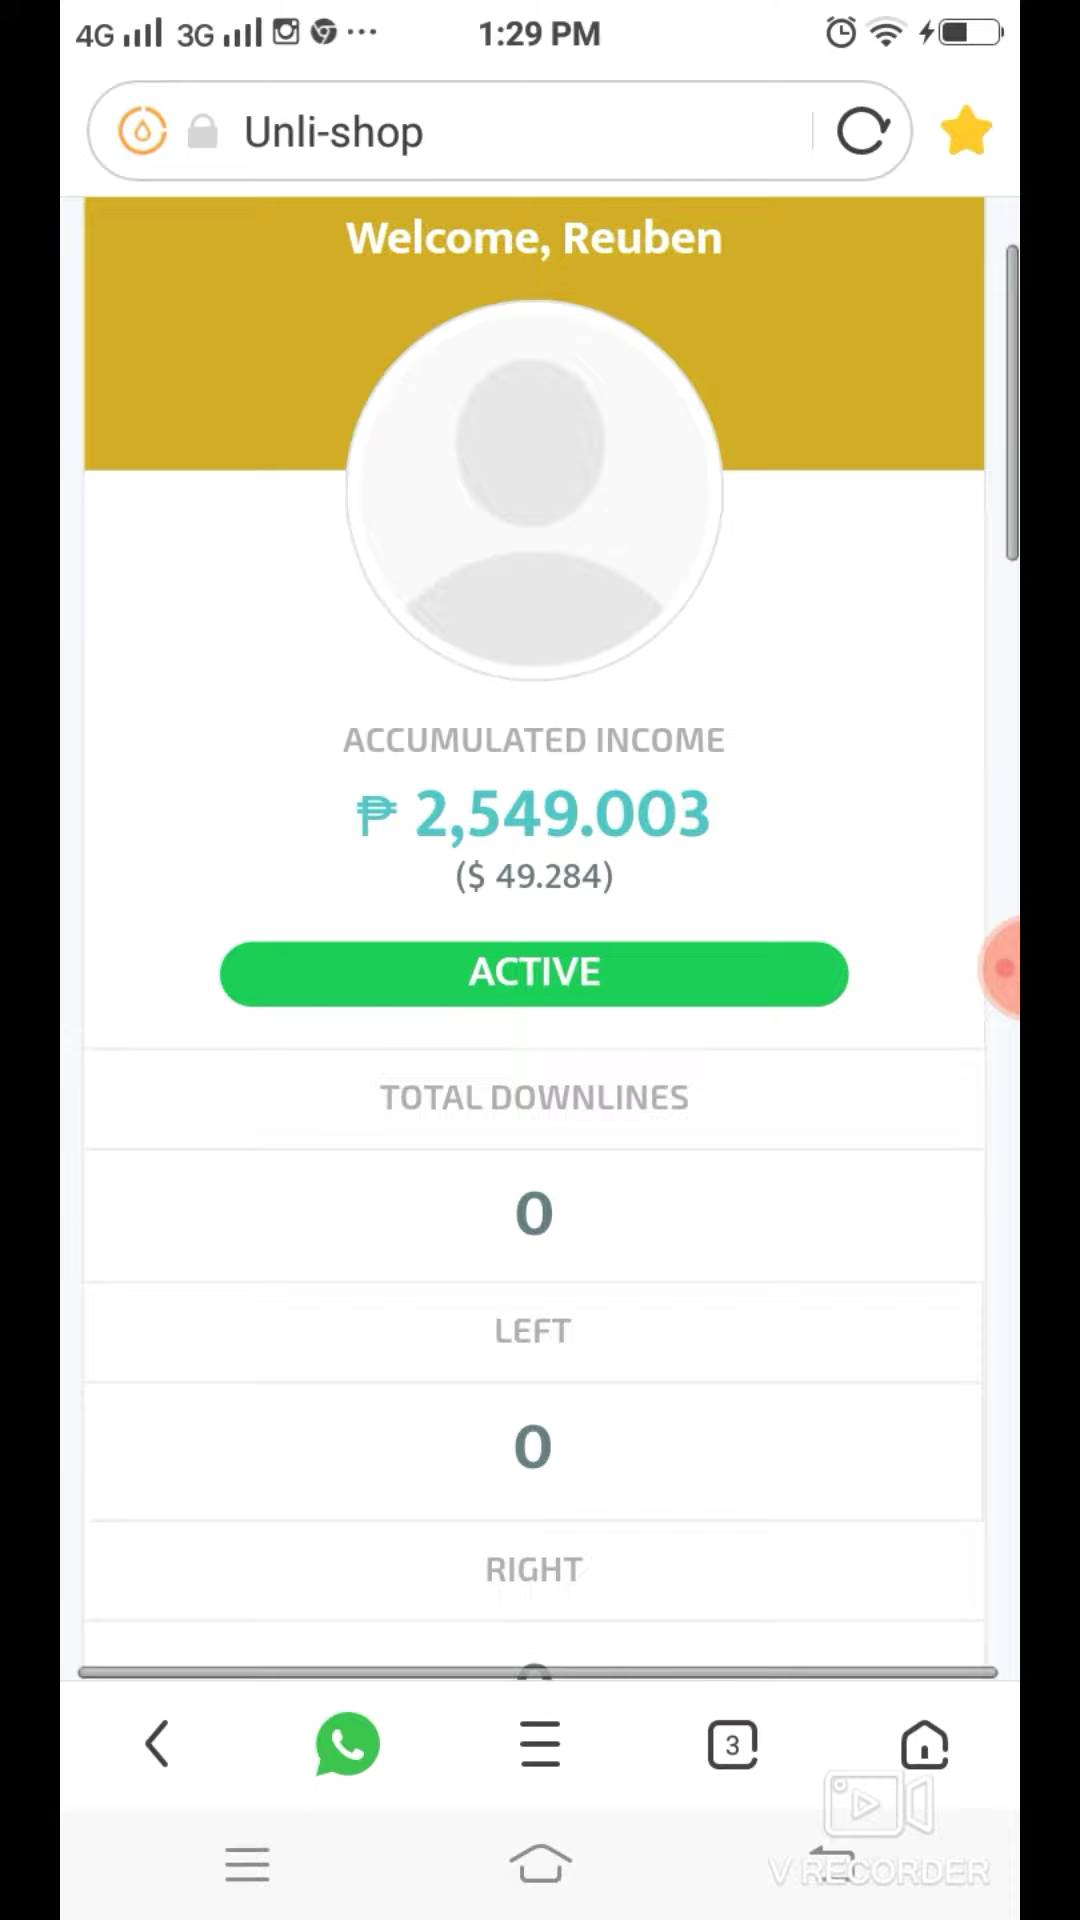 4G 3G 1:29 PM
Unli-shop
Welcome, Reuben
ACCUMULATED INCOME
₱ 2,549.003
($ 49.284)
ACTIVE
TOTAL DOWNLINES
0
LEFT
0
RIGHT
3
V RECORDER